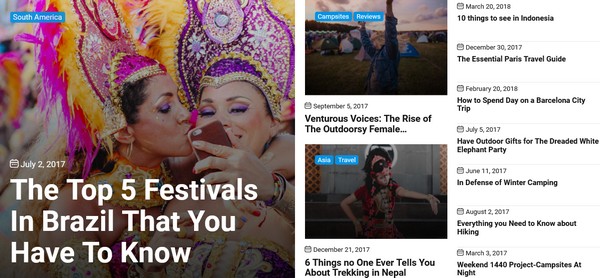 South America
July 2, 2017
The Top 5 Festivals
In Brazil That You
Have To Know
Campsites
Reviews
September 5, 2017
Venturous Voices: The Rise of
The Outdoorsy Female...
Asia
Travel
December 21, 2017
6 Things no One Ever Tells You
About Trekking in Nepal
March 20, 2018
10 things to see in Indonesia
December 30, 2017
The Essential Paris Travel Guide
February 20, 2018
How to Spend Day on a Barcelona City
Trip
July 5, 2017
Have Outdoor Gifts for The Dreaded White
Elephant Party
June 11, 2017
In Defense of Winter Camping
August 2, 2017
Everything you Need to Know about
Hiking
March 3, 2017
Weekend 1440 Project-Campsites At
Night